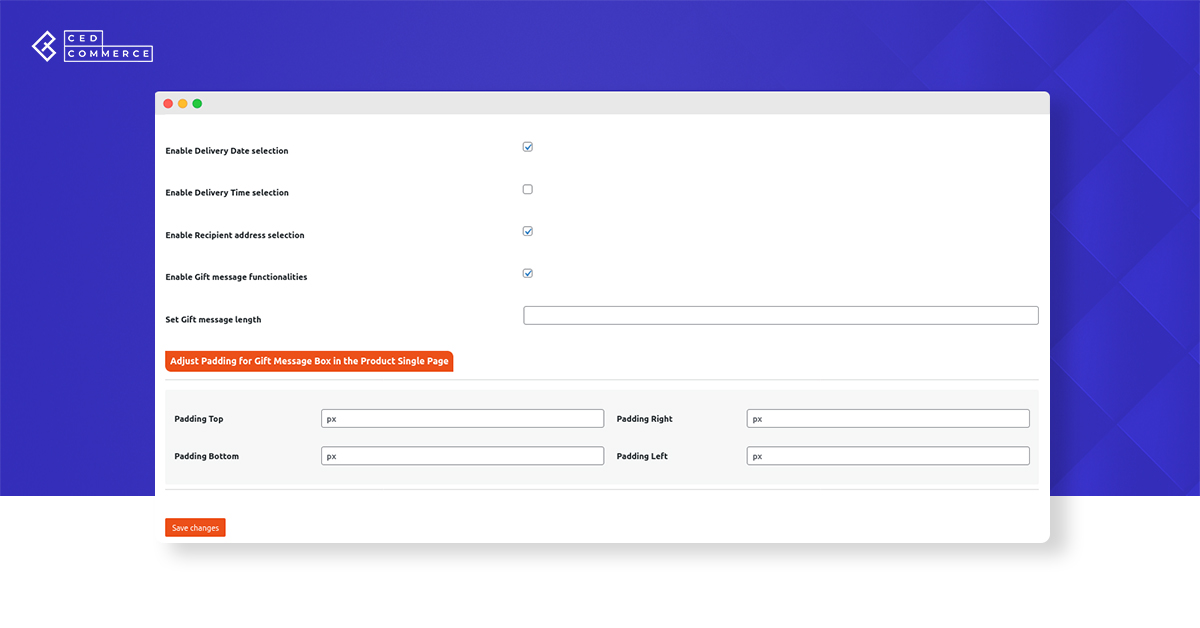 CED
COMMERCE
Enable Delivery Date selection
Enable Delivery Time selection
Enable Recipient address selection
Enable Gift message functionalities
Set Gift message length
Adjust Padding for Gift Message Box in the Product Single Page
Padding Top px Padding Right px
Padding Bottom px Padding Left px
Save changes